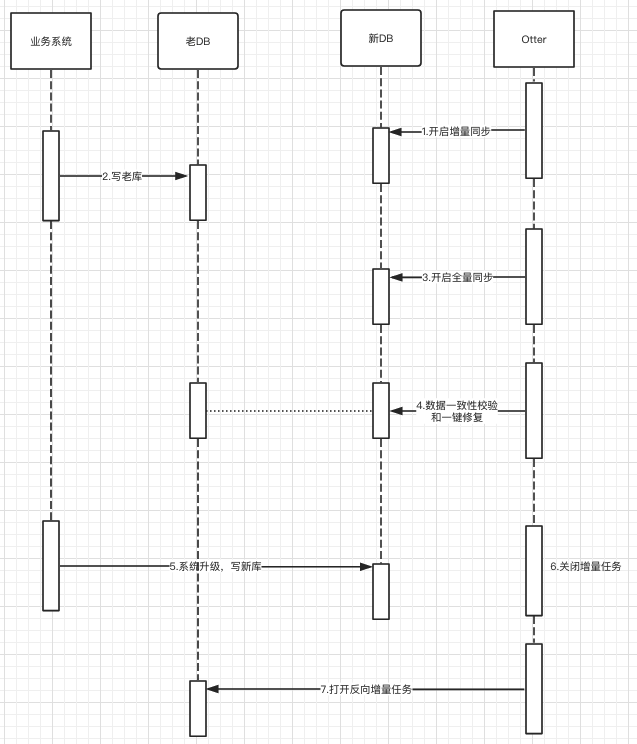 业务系统
老DB
新DB
Otter
1.开启增量同步
2.写老库
3.开启全量同步
4.数据一致性校验
和一键修复
5.系统升级，写新库
6.关闭增量任务
7.打开反向增量任务